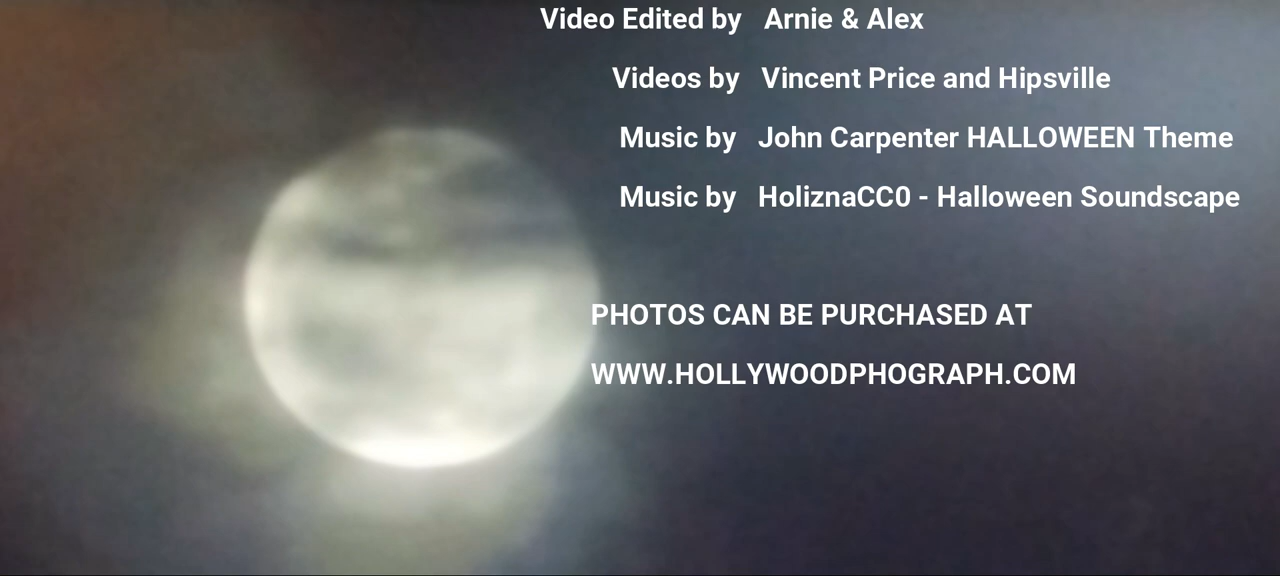 Video Edited by Arnie & Alex
Videos by Vincent Price and Hipsville
Music by John Carpenter HALLOWEEN Theme
Music by HoliznaCC0 - Halloween Soundscape
PHOTOS CAN BE PURCHASED AT
WWW.HOLLYWOODPHOGRAPH.COM